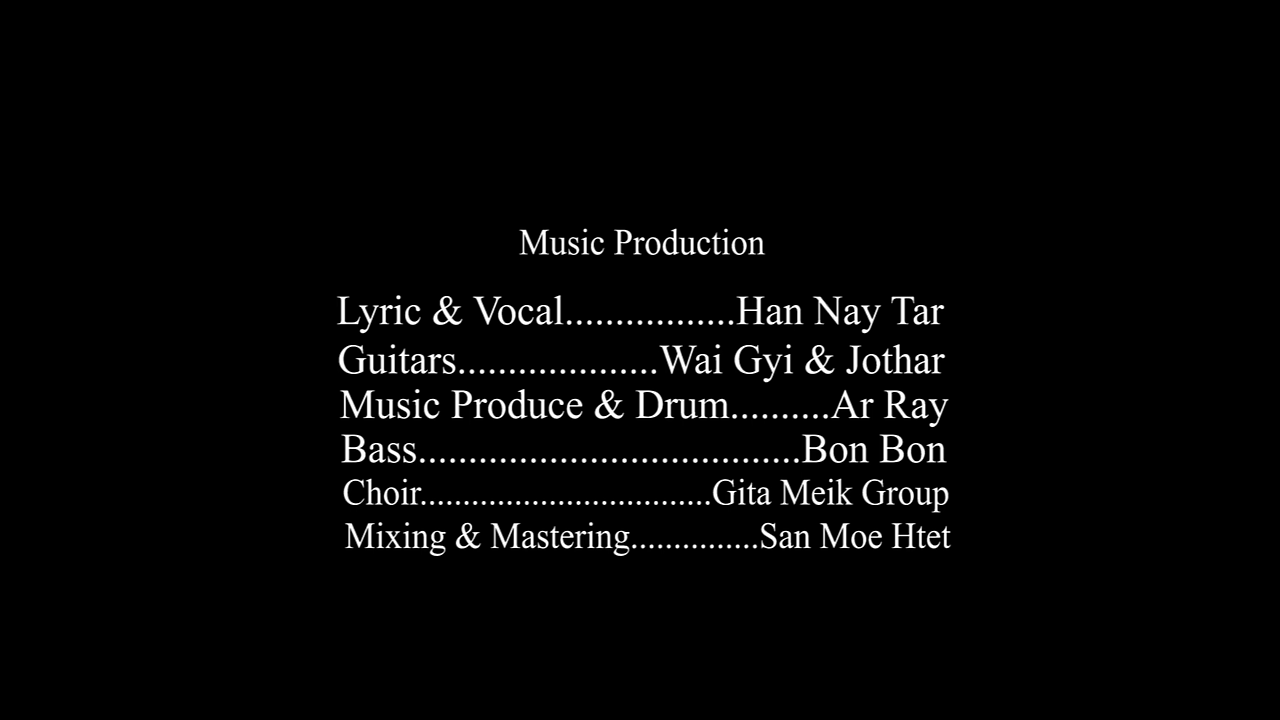 Music Production
Lyric & Vocal.................Han Nay Tar
Guitars....................Wai Gyi & Jothar
Music Produce & Drum..........Ar Ray
Bass......................................Bon Bon
Choir..................................Gita Meik Group
Mixing & Mastering...............San Moe Htet